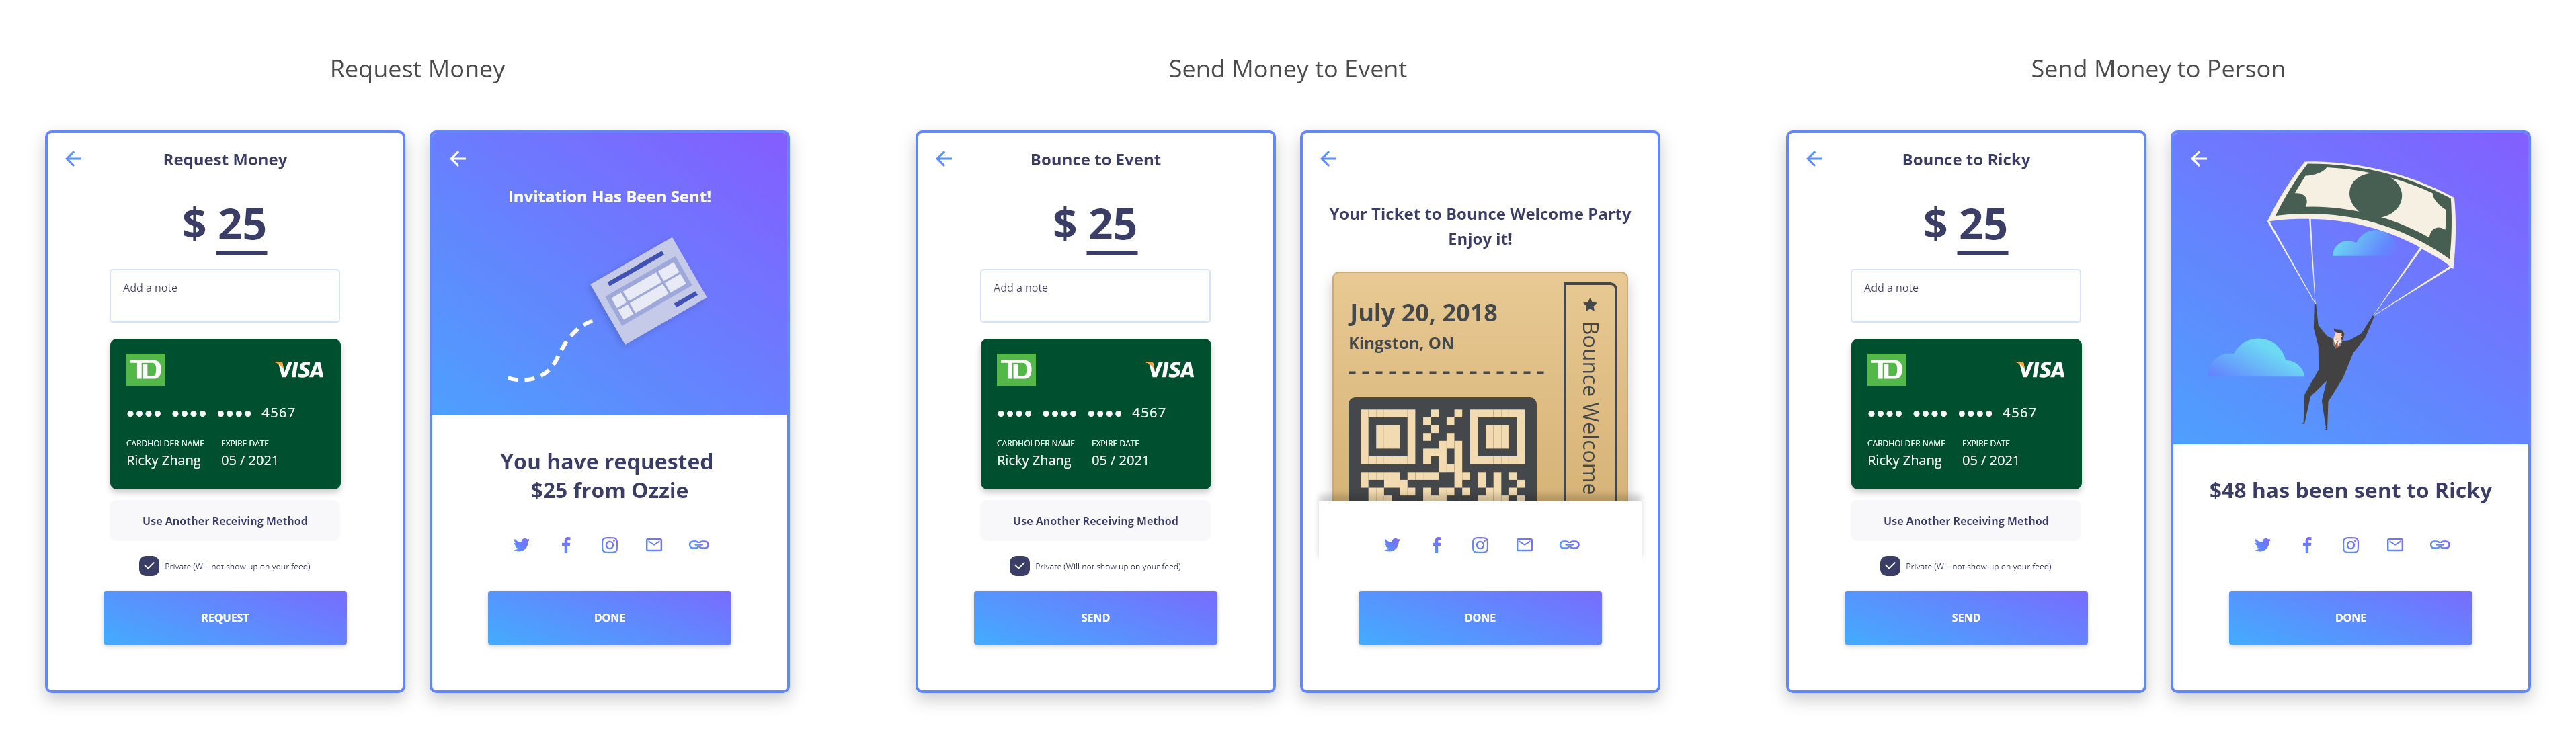 Request Money
Send Money to Event
Send Money to Person
Request Money
$ 25
Add a note
TD
VISA
•••• •••• •••• 4567
CARDHOLDER NAME EXPIRE DATE
Ricky Zhang 05 / 2021
Use Another Receiving Method
Private (Will not show up on your feed)
REQUEST
Invitation Has Been Sent!
You have requested
$25 from Ozzie
DONE
Bounce to Event
$ 25
Add a note
TD
VISA
•••• •••• •••• 4567
CARDHOLDER NAME EXPIRE DATE
Ricky Zhang 05 / 2021
Use Another Receiving Method
Private (Will not show up on your feed)
SEND
Your Ticket to Bounce Welcome Party
Enjoy it!
July 20, 2018
Kingston, ON
Bounce Welcome
DONE
Bounce to Ricky
$ 25
Add a note
TD
VISA
•••• •••• •••• 4567
CARDHOLDER NAME EXPIRE DATE
Ricky Zhang 05 / 2021
Use Another Receiving Method
Private (Will not show up on your feed)
SEND
$48 has been sent to Ricky
DONE